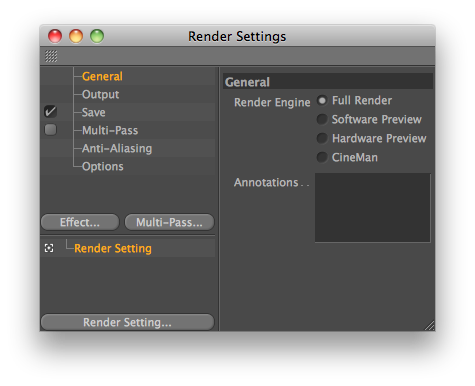 Render Settings
General
Output
Save
Multi-Pass
Anti-Aliasing
Options
Effect...
Multi-Pass...
Render Setting
Render Setting...
General
Render Engine
Full Render
Software Preview
Hardware Preview
CineMan
Annotations . .